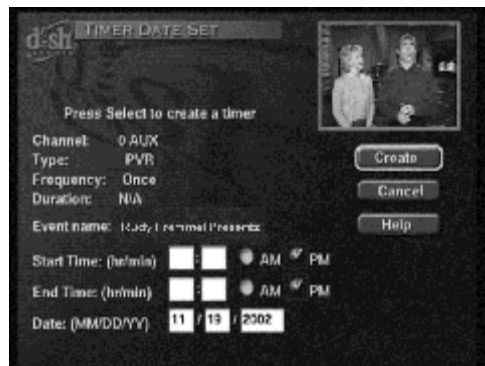 dish
TIMER DATE SET
Press Select to create a timer
Channel: 0 AUX
Type: PVR
Frequency: Once
Duration: N/A
Event name: Rudy Presents
Start Time: (hr/min) : AM PM
End Time: (hr/min) : AM PM
Date: (MM/DD/YY) 11 / 19 / 2002
Create
Cancel
Help